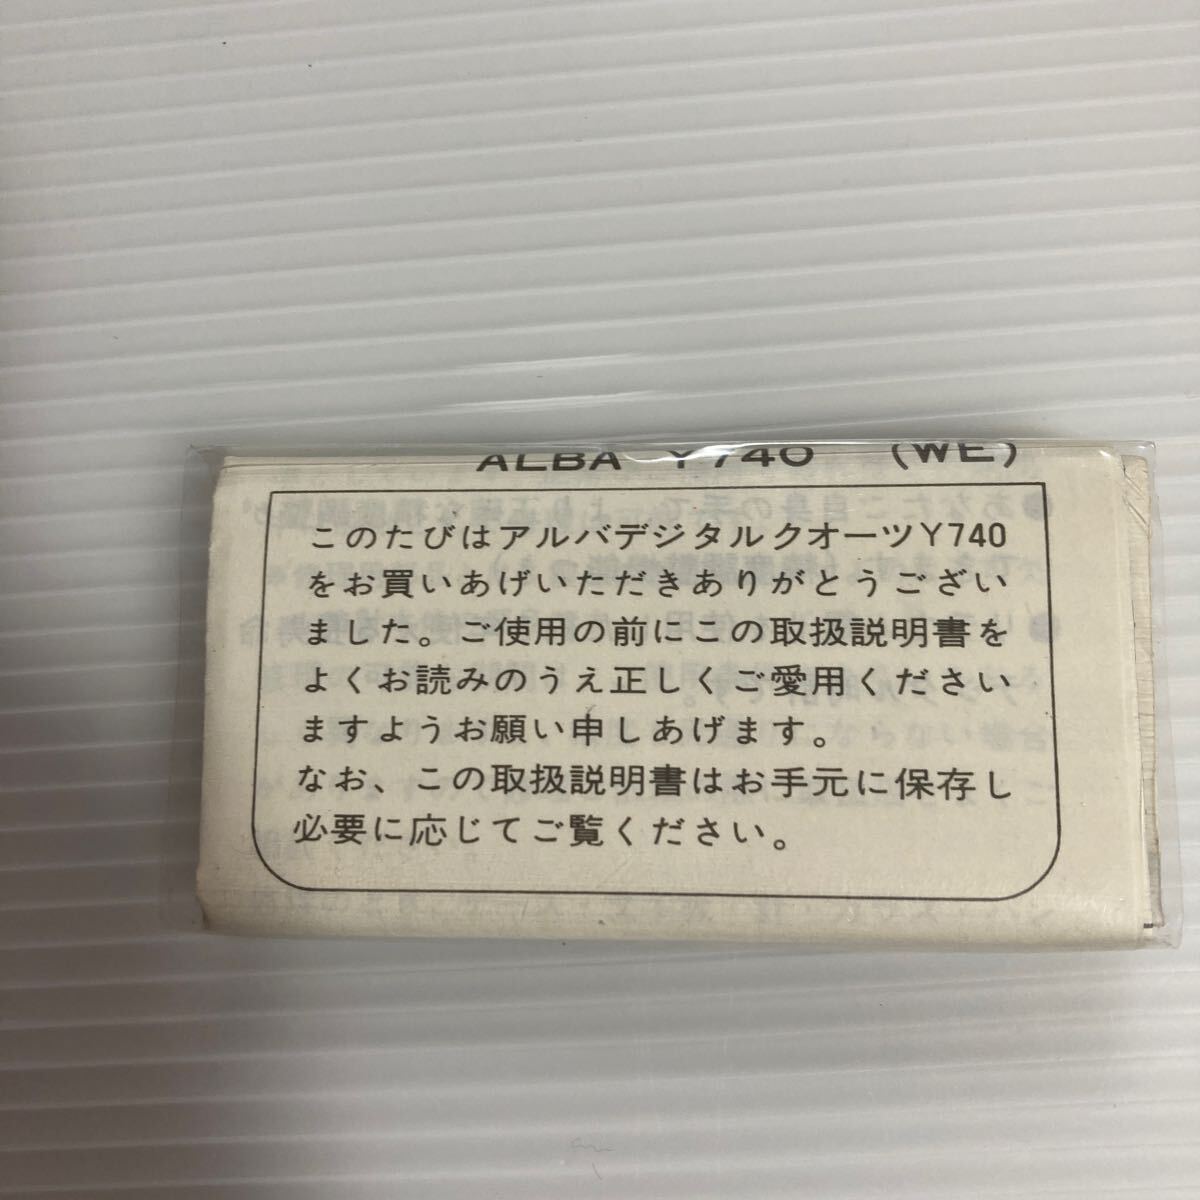 ALBA Y740 (WE)
このたびはアルバデジタルクオーツY740
をお買いあげいただきありがとうござい
ました。ご使用の前にこの取扱説明書を
よくお読みのうえ正しくご愛用ください
ますようお願い申しあげます。
なお、この取扱説明書はお手元に保存し
必要に応じてご覧ください。